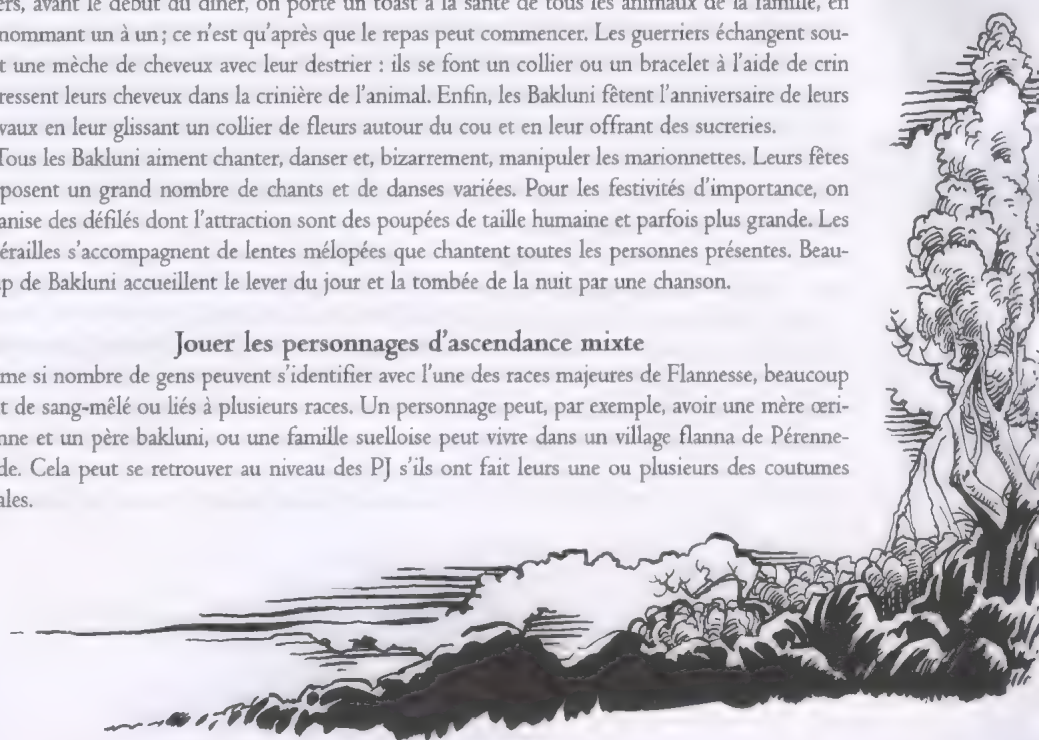 ers, avant le début du dîner, on porte un toast à la santé de tous les animaux de la famille, en
nommant un à un ; ce n'est qu'après que le repas peut commencer. Les guerriers échangent sou-
t une mèche de cheveux avec leur destrier : ils se font un collier ou un bracelet à l'aide de crin
ressent leurs cheveux dans la crinière de l'animal. Enfin, les Bakluni fêtent l'anniversaire de leurs
vaux en leur glissant un collier de fleurs autour du cou et en leur offrant des sucreries.
Tous les Bakluni aiment chanter, danser et, bizarrement, manipuler les marionnettes. Leurs fêtes
posent un grand nombre de chants et de danses variées. Pour les festivités d'importance, on
anise des défilés dont l'attraction sont des poupées de taille humaine et parfois plus grande. Les
érailles s'accompagnent de lentes mélopées que chantent toutes les personnes présentes. Beau-
p de Bakluni accueillent le lever du jour et la tombée de la nuit par une chanson.
Jouer les personnages d'ascendance mixte
me si nombre de gens peuvent s'identifier avec l'une des races majeures de Flannesse, beaucoup
t de sang-mêlé ou liés à plusieurs races. Un personnage peut, par exemple, avoir une mère œri-
nne et un père bakluni, ou une famille suelloise peut vivre dans un village flanna de Pérenne-
de. Cela peut se retrouver au niveau des PJ s'ils ont fait leurs une ou plusieurs des coutumes
ales.